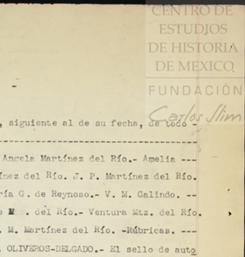 CENTRO DE
ESTUDIOS
DE HISTORIA
DE MEXICO
FUNDACIÓN
Carlos Slim
, siguiente al de su fecha, de todo -
Angela Martínez del Río.- Amelia ---
ínez del Río. J. P. Martínez del Río.
ría G. de Reynoso.- V. M. Galindo. ---
del Río.- Ventura Mtz. del Río.
. M. Martínez del Río. -Rúbricas. ---
OLIVEROS-DELGADO.- El sello de auto